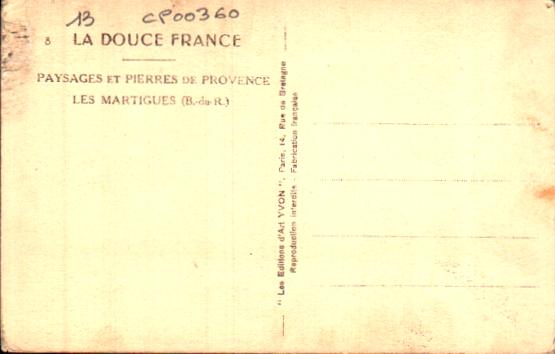 13 CP00360
8 LA DOUCE FRANCE
PAYSAGES ET PIERRES DE PROVENCE
LES MARTIGUES (B.-du-R.)
"Les Editions d'Art YVON", Paris, 14, Rue de Bretagne
Reproduction interdite - Fabrication française